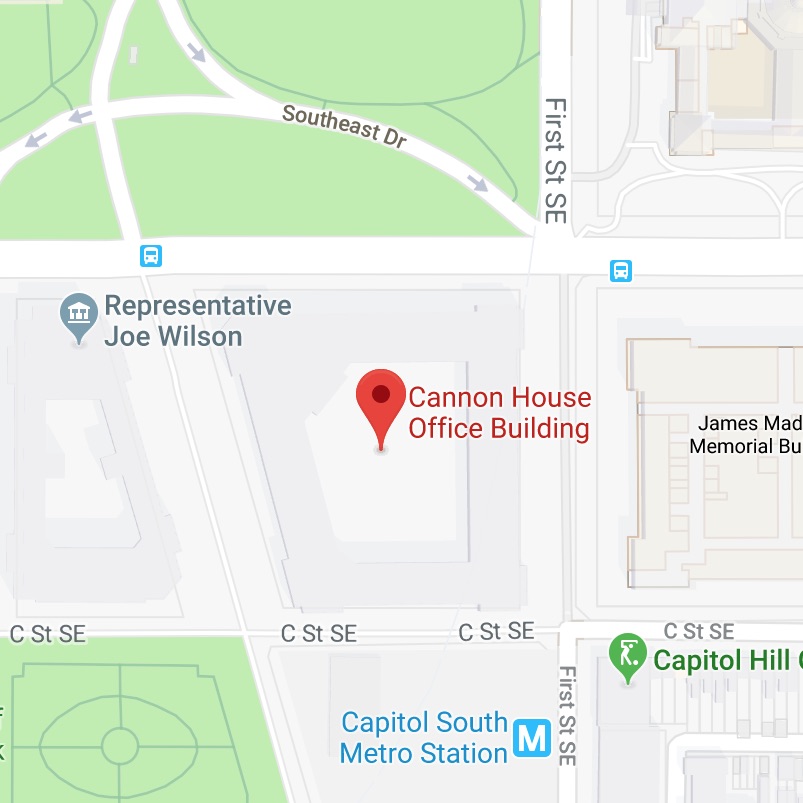 Southeast Dr
First St SE
Representative
Joe Wilson
Cannon House
Office Building
James Mad
Memorial Bu
C St SE
C St SE
C St SE
C St SE
Capitol Hill
Capitol South
Metro Station
M
First St SE